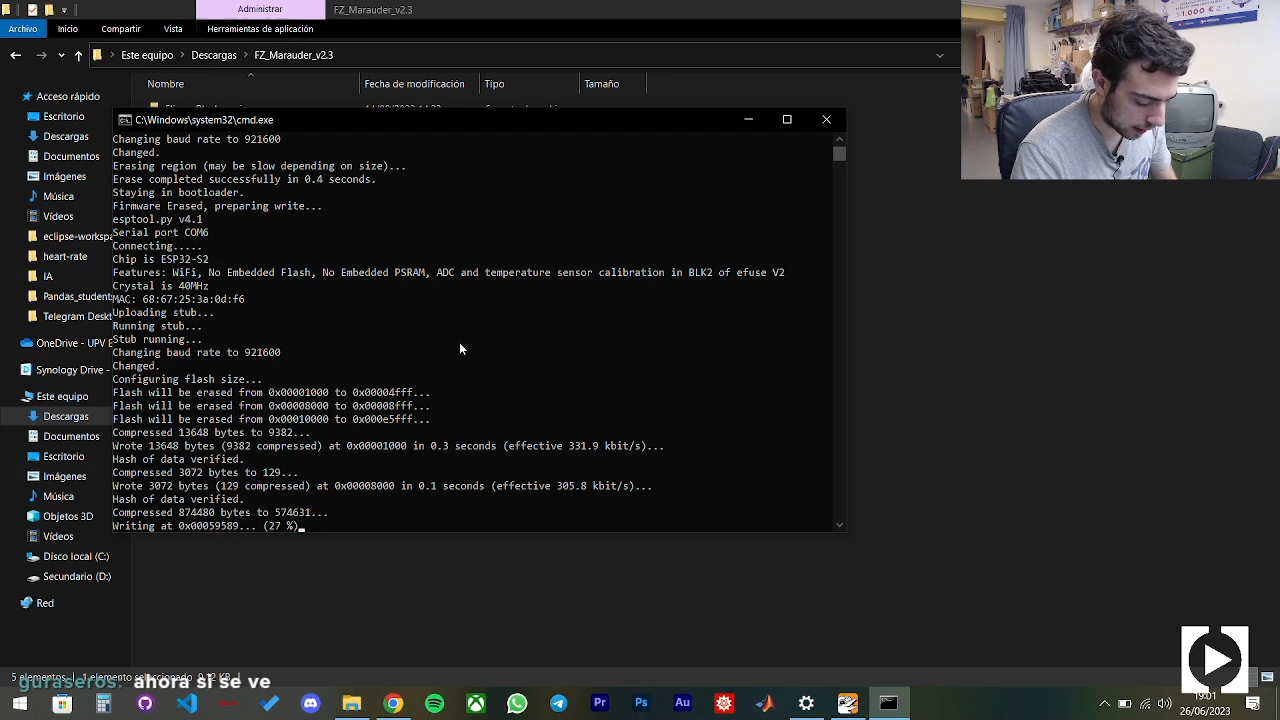 Administrar
FZ_Marauder_v2.3
Archivo
Inicio
Compartir
Vista
Herramientas de aplicación
Este equipo
Descargas
FZ_Marauder_v2.3
Nombre
Fecha de modificación
Tipo
Tamaño
Acceso rápido
Escritorio
Descargas
Documentos
Imágenes
Música
Vídeos
eclipse-workspa
heart-rate
IA
Pandas_students
Telegram Deskt
OneDrive - UPV E
Synology Drive -
Este equipo
Descargas
Documentos
Escritorio
Imágenes
Música
Objetos 3D
Vídeos
Disco local (C:)
Secundario (D:)
Red
C:\Windows\system32\cmd.exe
Changing baud rate to 921600
Changed.
Erasing region (may be slow depending on size)...
Erase completed successfully in 0.4 seconds.
Staying in bootloader.
Firmware Erased, preparing write...
esptool.py v4.1
Serial port COM6
Connecting.....
Chip is ESP32-S2
Features: WiFi, No Embedded Flash, No Embedded PSRAM, ADC and temperature sensor calibration in BLK2 of efuse V2
Crystal is 40MHz
MAC: 68:67:25:3a:0d:f6
Uploading stub...
Running stub...
Stub running...
Changing baud rate to 921600
Changed.
Configuring flash size...
Flash will be erased from 0x00001000 to 0x00004fff...
Flash will be erased from 0x00008000 to 0x00008fff...
Flash will be erased from 0x00010000 to 0x000e5fff...
Compressed 13648 bytes to 9382...
Wrote 13648 bytes (9382 compressed) at 0x00001000 in 0.3 seconds (effective 331.9 kbit/s)...
Hash of data verified.
Compressed 3072 bytes to 129...
Wrote 3072 bytes (129 compressed) at 0x00008000 in 0.1 seconds (effective 305.8 kbit/s)...
Hash of data verified.
Compressed 874480 bytes to 574631...
Writing at 0x00059589... (27 %)
1.000 €
guraseros: ahora si se ve
Pr
Ps
Au
26/06/2023